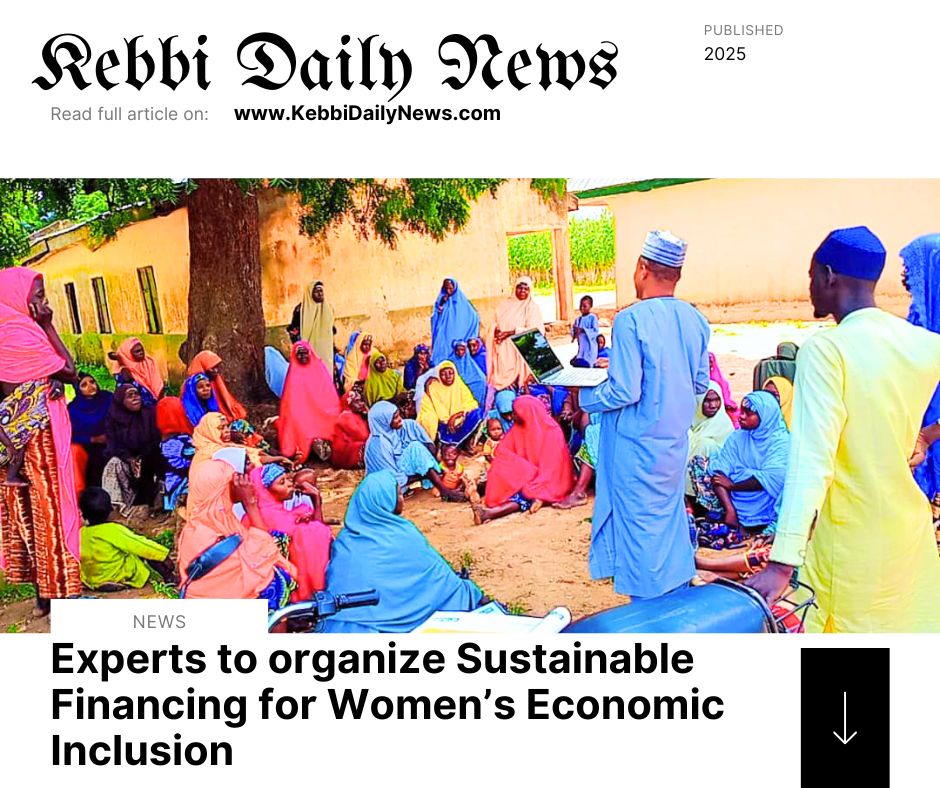 Kebbi Daily News
PUBLISHED
2025
Read full article on: www.KebbiDailyNews.com
NEWS
Experts to organize Sustainable
Financing for Women’s Economic
Inclusion